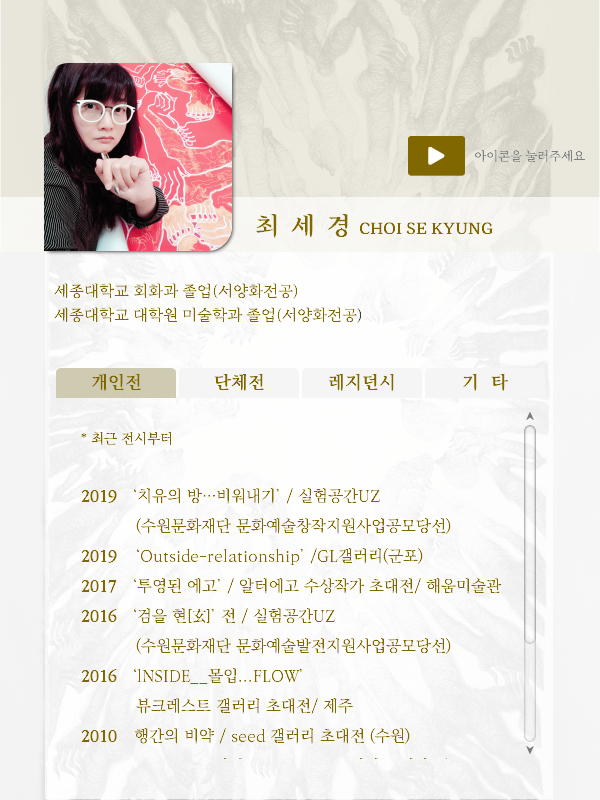 아이콘을 눌러주세요
최 세 경 CHOI SE KYUNG
세종대학교 회화과 졸업(서양화전공)
세종대학교 대학원 미술학과 졸업(서양화전공)
개인전 단체전 레지던시 기 타
* 최근 전시부터
2019 ‘치유의 방…비워내기’ / 실험공간UZ
(수원문화재단 문화예술창작지원사업공모당선)
2019 ‘Outside-relationship’ /GL갤러리(군포)
2017 ‘투영된 에고’ / 알터에고 수상작가 초대전/ 해움미술관
2016 ‘검을 현[玄]’ 전 / 실험공간UZ
(수원문화재단 문화예술발전지원사업공모당선)
2016 ‘lNSIDE__몰입...FLOW’
뷰크레스트 갤러리 초대전/ 제주
2010 행간의 비약 / seed 갤러리 초대전 (수원)